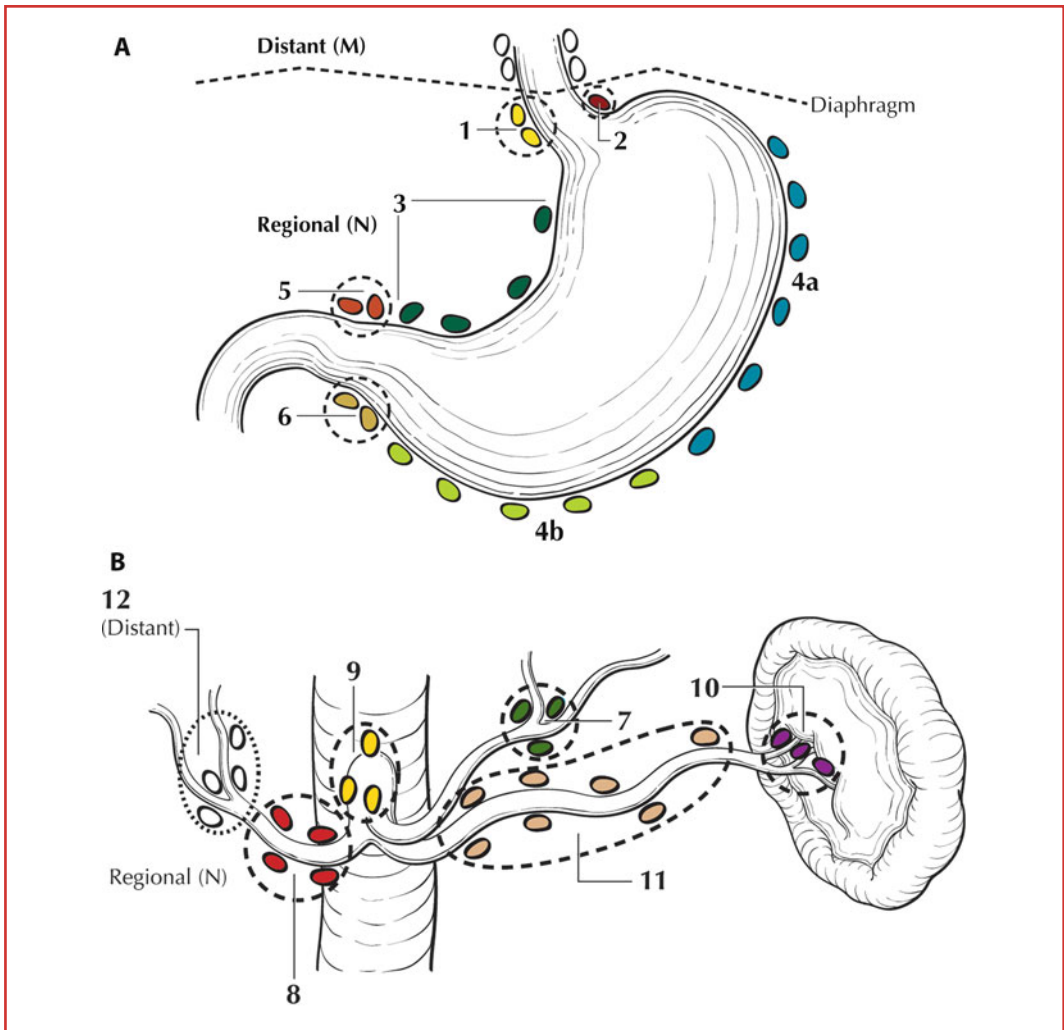 A
Distant (M)
Diaphragm
1
2
3
Regional (N)
4a
5
6
4b
B
12
(Distant)
9
10
7
Regional (N)
11
8